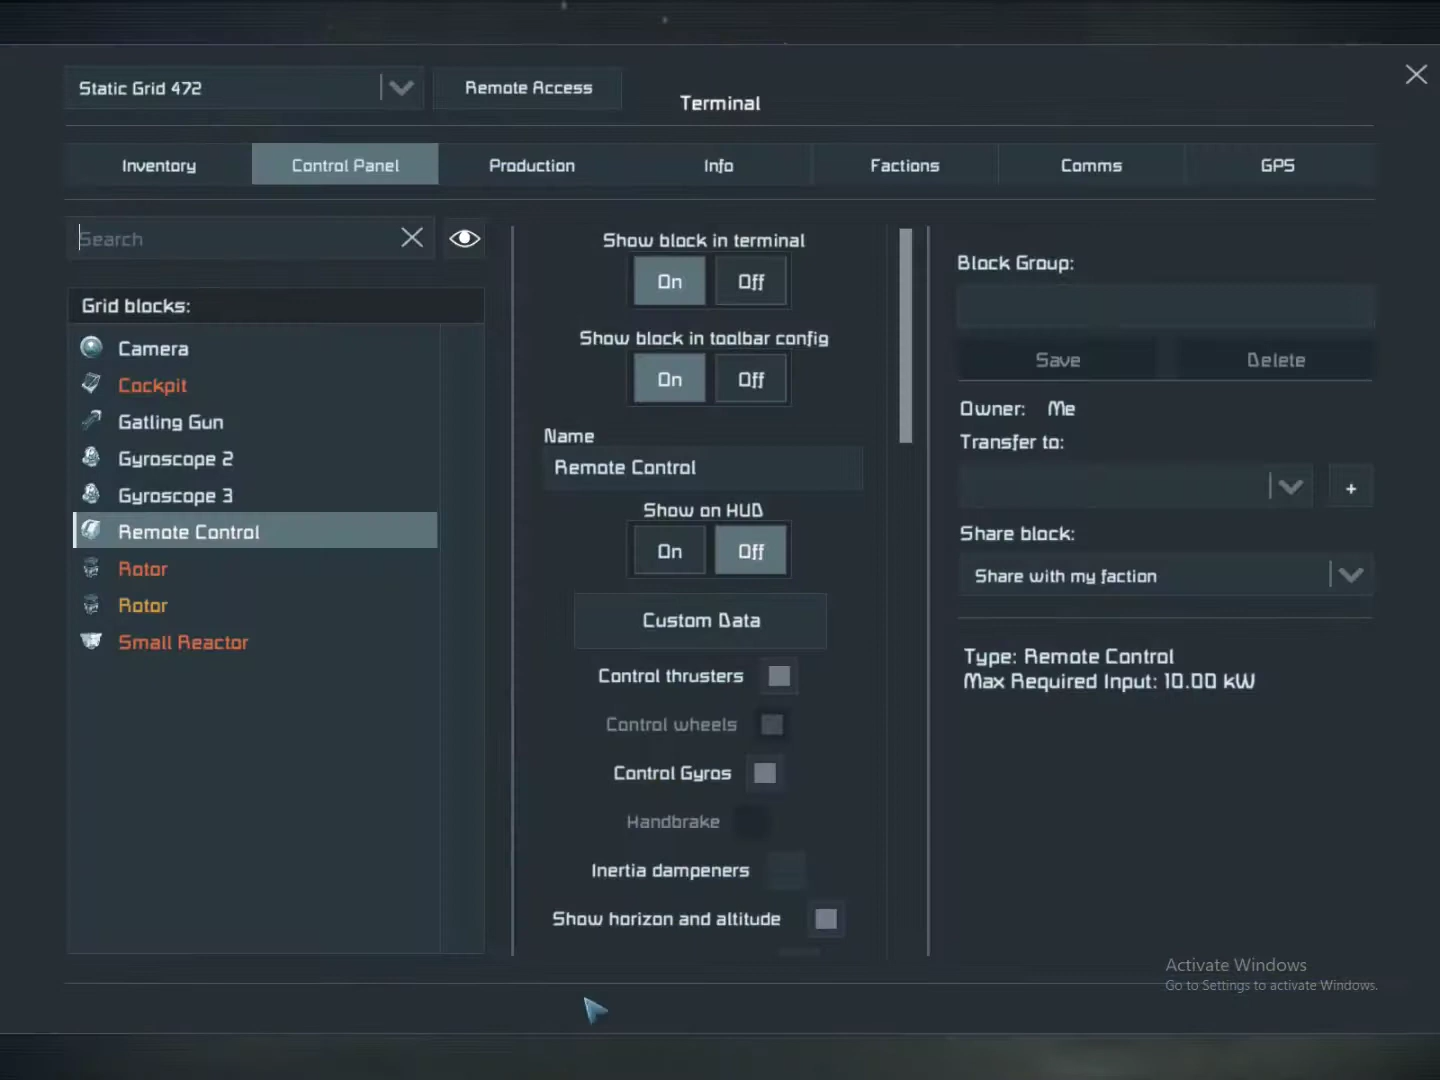 Static Grid 472
Remote Access
Terminal
Inventory
Control Panel
Production
Info
Factions
Comms
GPS
Search
Grid blocks:
Camera
Cockpit
Gatling Gun
Gyroscope 2
Gyroscope 3
Remote Control
Rotor
Rotor
Small Reactor
Show block in terminal
On Off
Show block in toolbar config
On Off
Name
Remote Control
Show on HUD
On Off
Custom Data
Control thrusters
Control wheels
Control Gyros
Handbrake
Inertia dampeners
Show horizon and altitude
Block Group:
Save Delete
Owner: Me
Transfer to:
+
Share block:
Share with my faction
Type: Remote Control
Max Required Input: 10.00 kW
Activate Windows
Go to Settings to activate Windows.